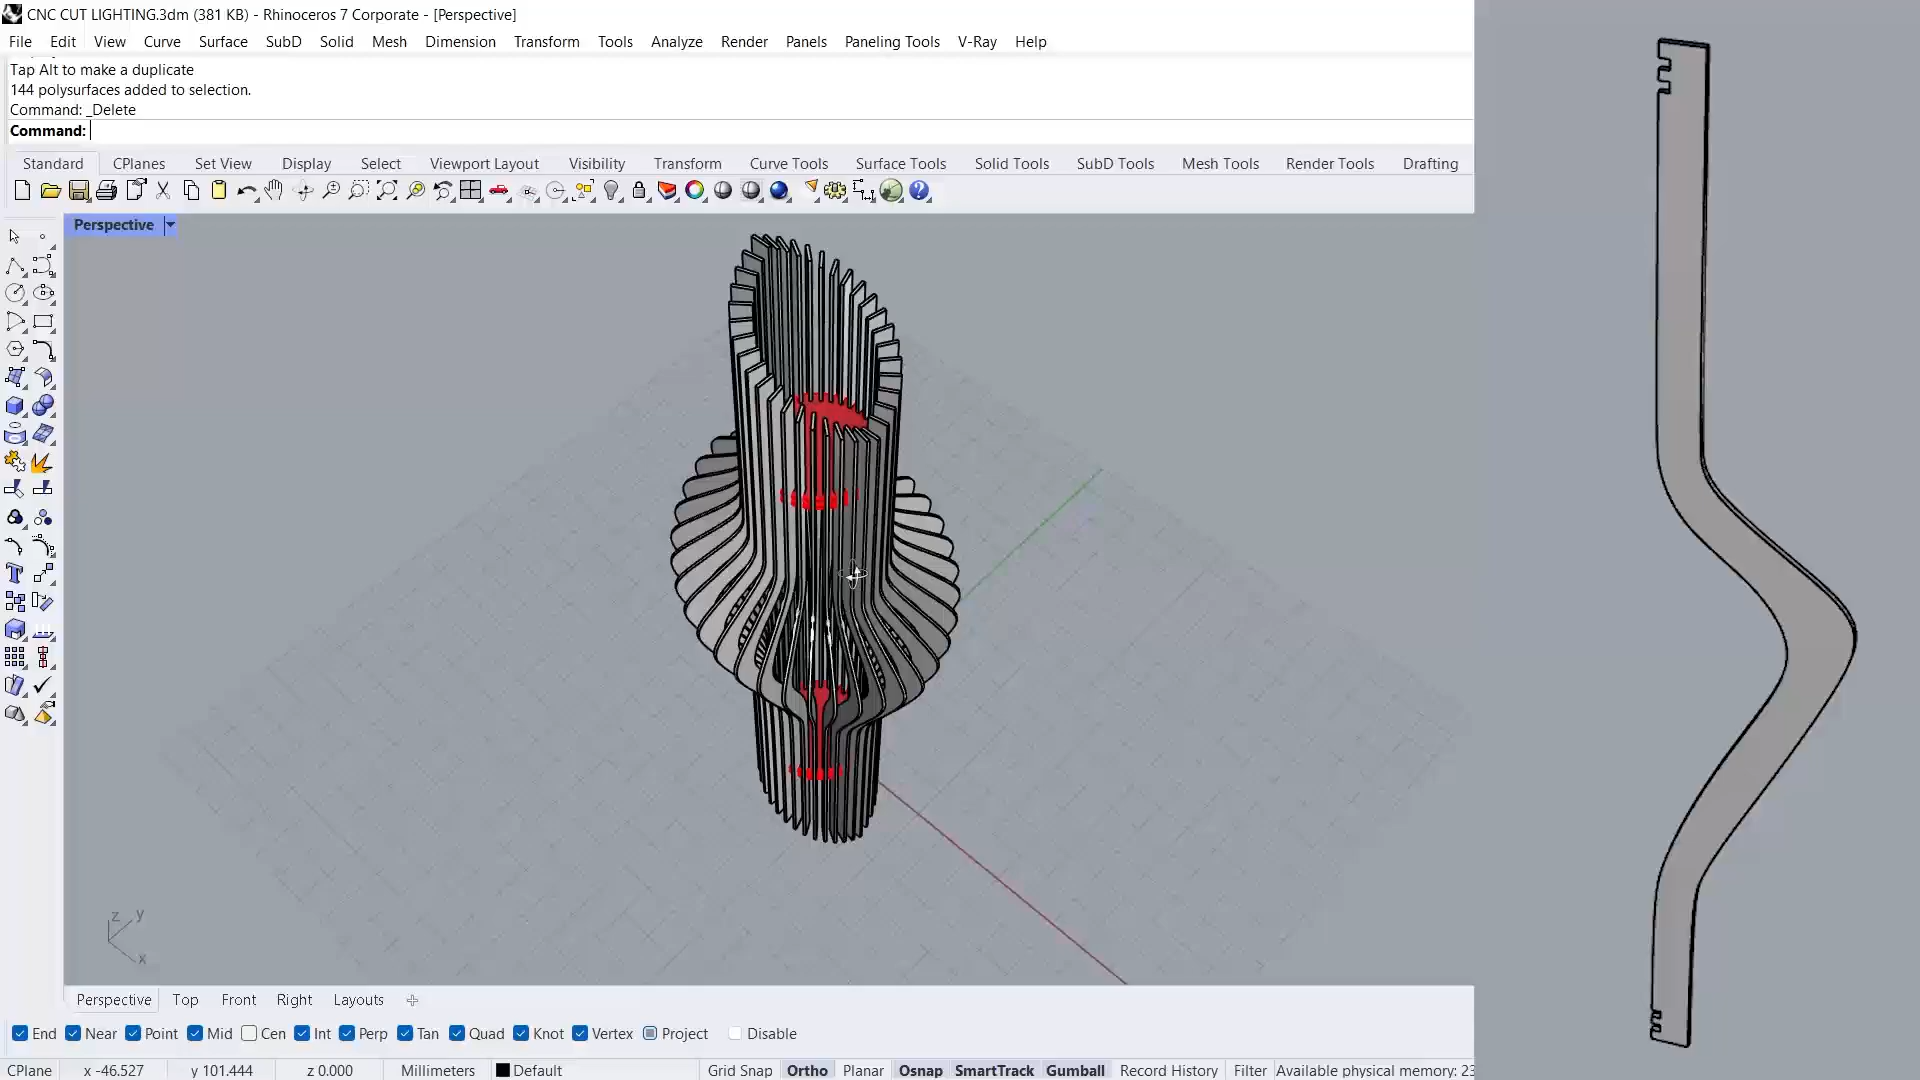 CNC CUT LIGHTING.3dm (381 KB) - Rhinoceros 7 Corporate - [Perspective]
File Edit View Curve Surface SubD Solid Mesh Dimension Transform Tools Analyze Render Panels Paneling Tools V-Ray Help
Tap Alt to make a duplicate
144 polysurfaces added to selection.
Command: _Delete
Command:
Standard CPlanes Set View Display Select Viewport Layout Visibility Transform Curve Tools Surface Tools Solid Tools SubD Tools Mesh Tools Render Tools Drafting
Perspective
z y
x
Perspective Top Front Right Layouts
End Near Point Mid Cen Int Perp Tan Quad Knot Vertex Project Disable
CPlane x -46.527 y 101.444 z 0.000 Millimeters Default Grid Snap Ortho Planar Osnap SmartTrack Gumball Record History Filter Available physical memory: 23